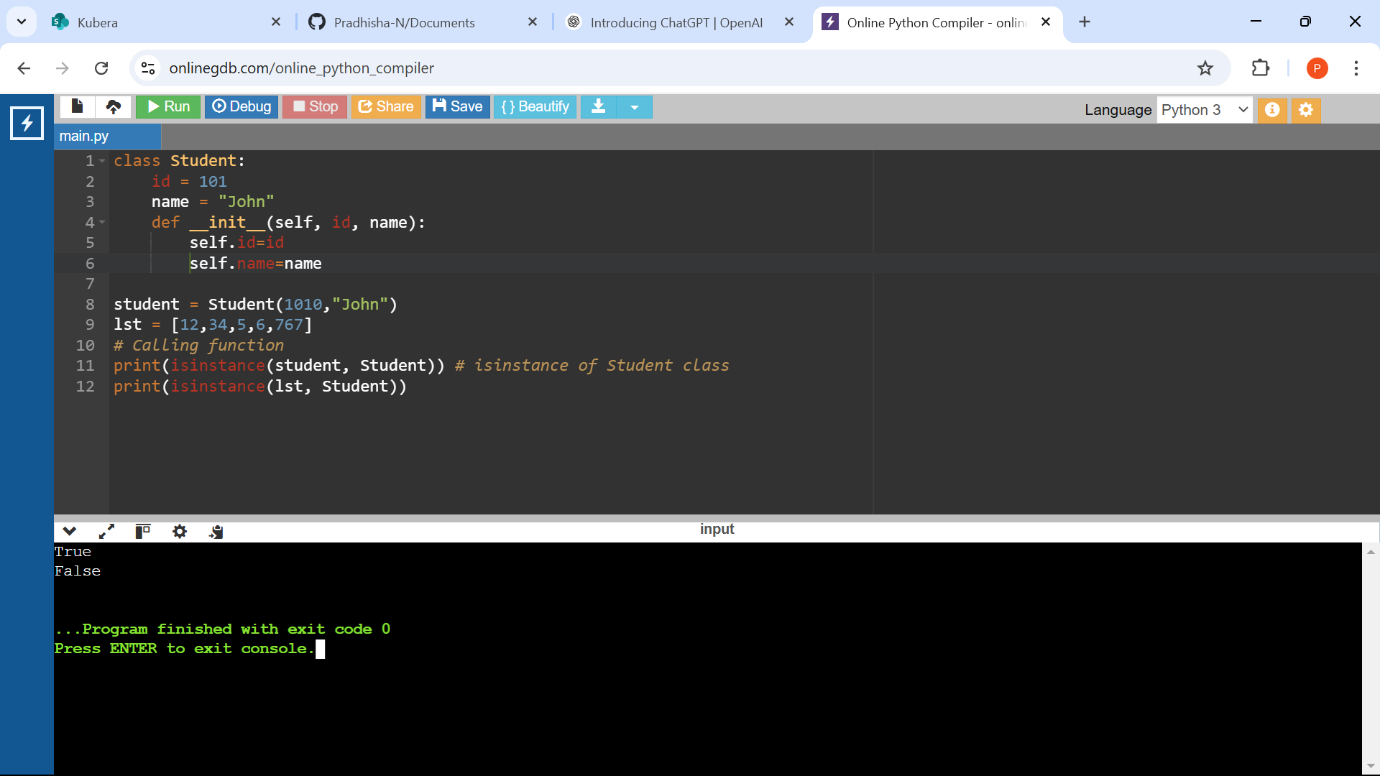 Kubera
Pradhisha-N/Documents
Introducing ChatGPT | OpenAI
Online Python Compiler - onlin
onlinegdb.com/online_python_compiler
P
Run Debug Stop Share Save { } Beautify
Language Python 3
main.py
1 class Student:
2     id = 101
3     name = "John"
4     def __init__(self, id, name):
5         self.id=id
6         self.name=name
7
8 student = Student(1010,"John")
9 lst = [12,34,5,6,767]
10 # Calling function
11 print(isinstance(student, Student)) # isinstance of Student class
12 print(isinstance(lst, Student))
input
True
False
...Program finished with exit code 0
Press ENTER to exit console.